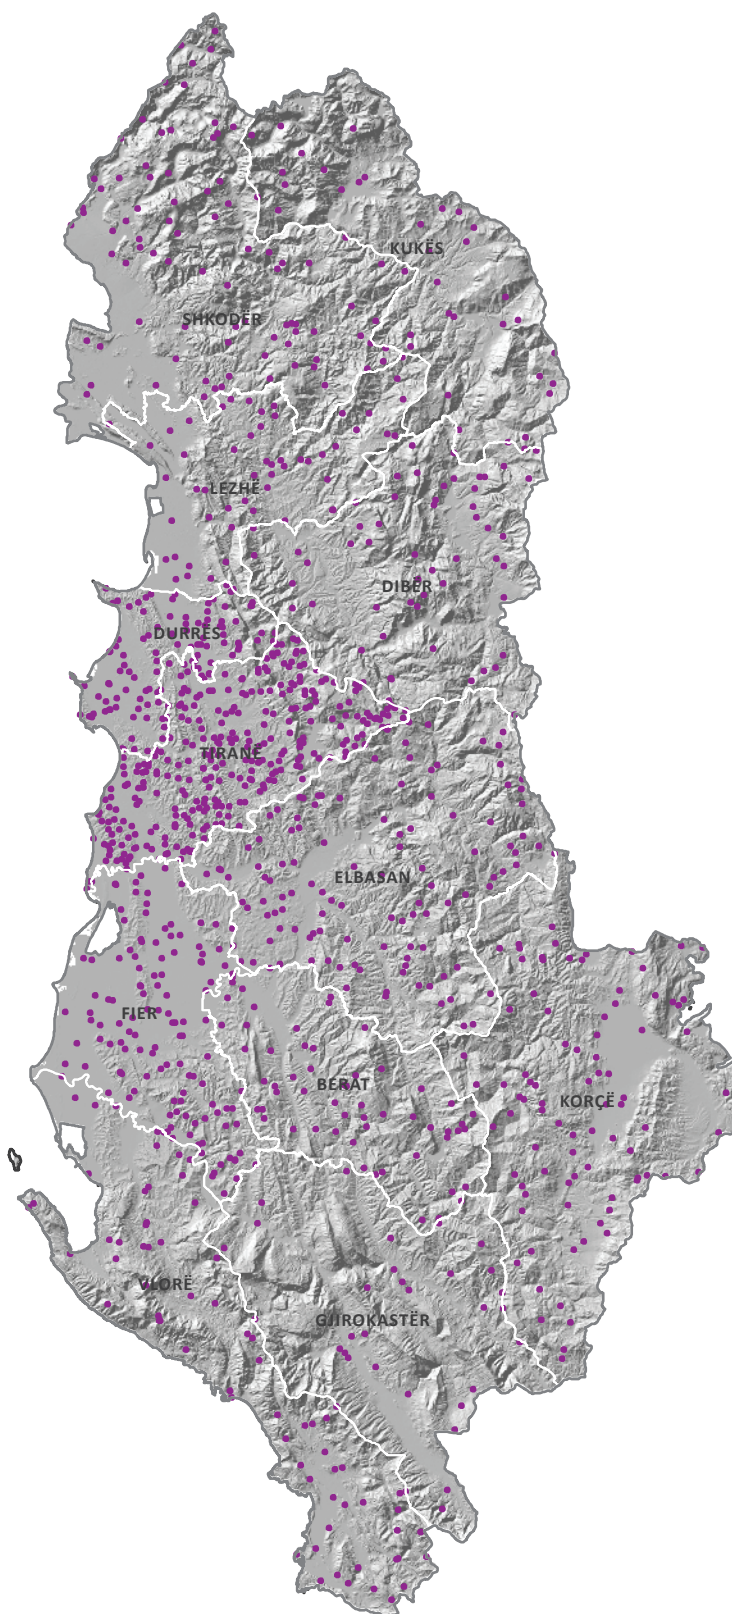 KUKËS
SHKODËR
LEZHË
DIBËR
DURRËS
TIRANË
ELBASAN
FIER
BERAT
KORÇË
VLORË
GJIROKASTËR